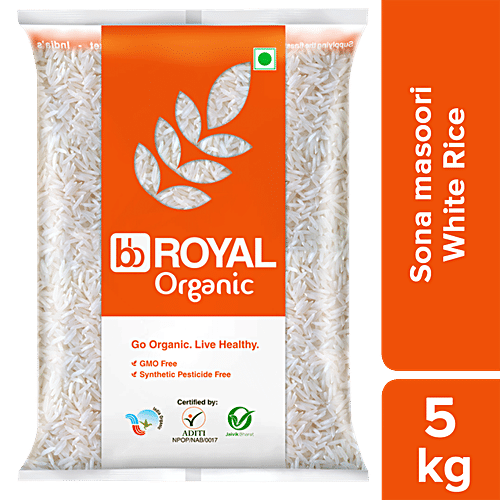 bb ROYAL
Organic
Go Organic. Live Healthy.
✓ GMO Free
✓ Synthetic Pesticide Free
Certified by:
ADITI
NPOP/NAB/0017
Jaivik Bharat
Sona masoori
White Rice
5
kg